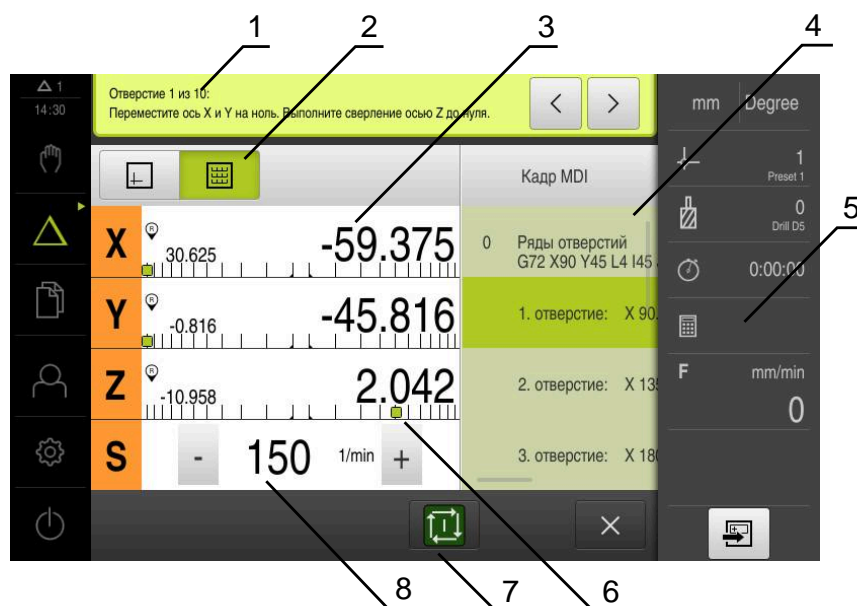 1
2
3
4
△ 1
14:30
Отверстие 1 из 10:
Переместите ось X и Y на ноль. Выполните сверление осью Z до нуля.
mm Degree
Кадр MDI
1
Preset 1
0
Drill D5
5
X
R
30.625
-59.375
0 Ряды отверстий
G72 X90 Y45 L4 I45
0:00:00
Y
R
-0.816
-45.816
1. отверстие: X 90.
Z
R
-10.958
2.042
2. отверстие: X 135
F mm/min
0
S
-
150
1/min
+
3. отверстие: X 180
8
7
6